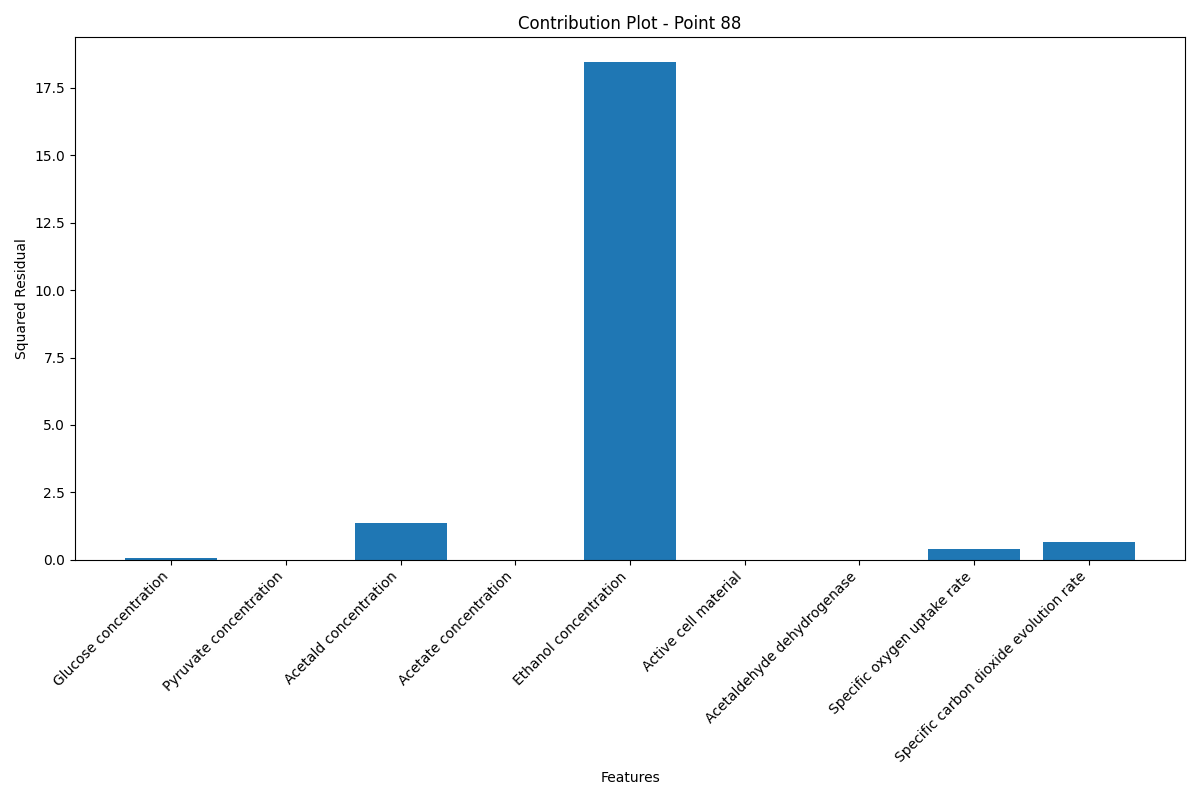 Contribution Plot - Point 88
Squared Residual
17.5
15.0
12.5
10.0
7.5
5.0
2.5
0.0
Glucose concentration
Pyruvate concentration
Acetald concentration
Acetate concentration
Ethanol concentration
Active cell material
Acetaldehyde dehydrogenase
Specific oxygen uptake rate
Specific carbon dioxide evolution rate
Features